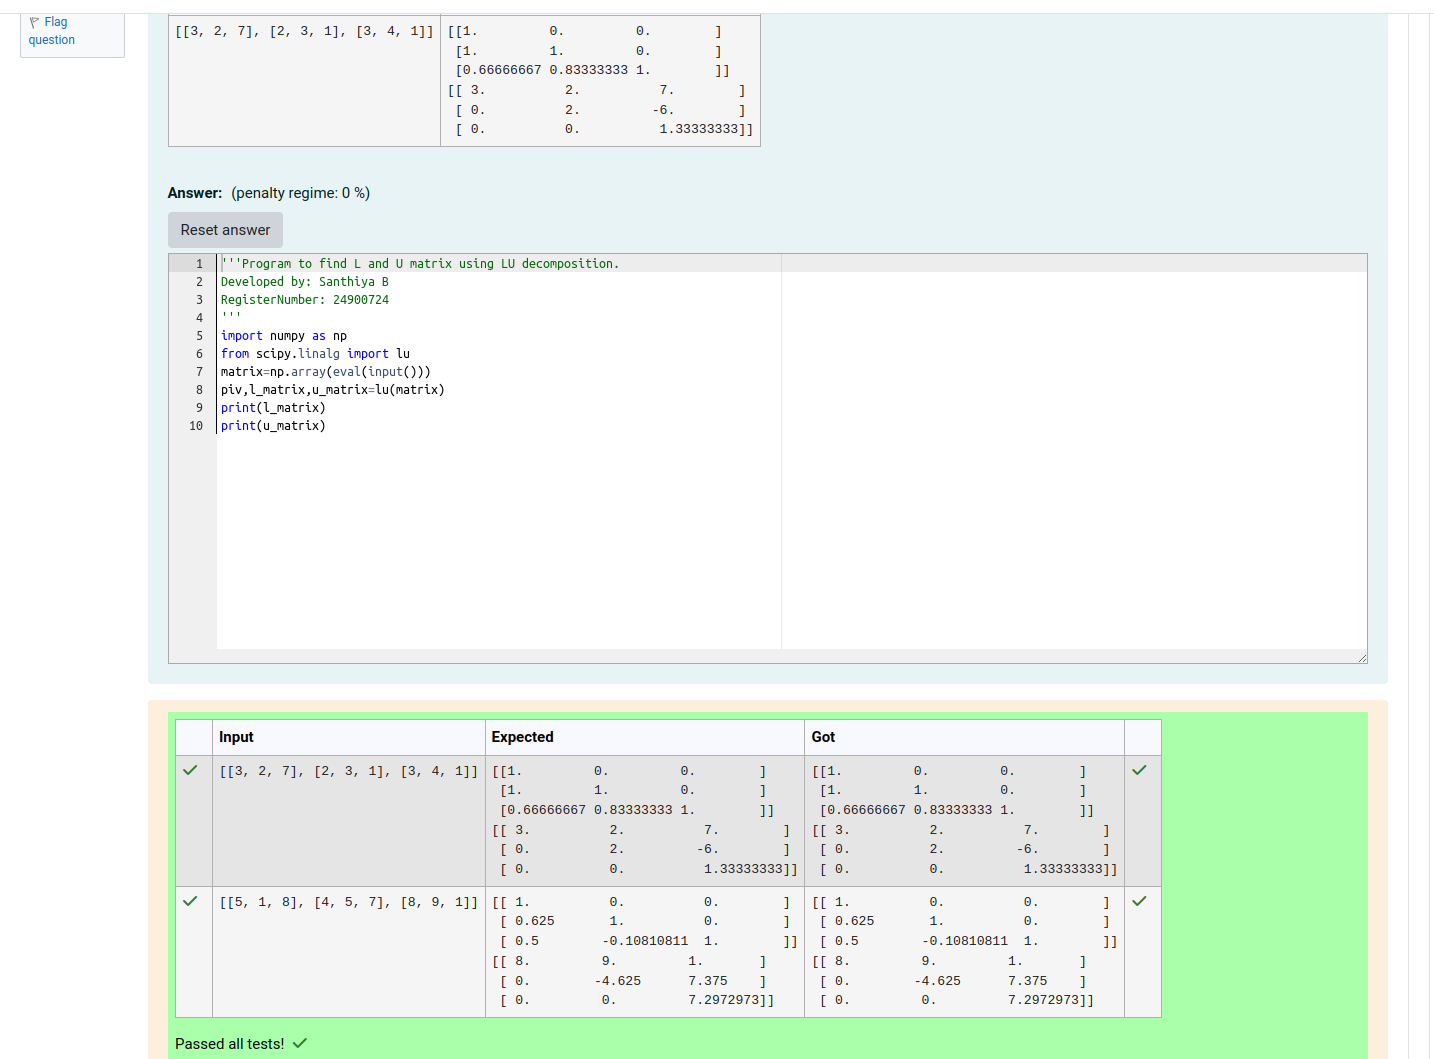 Flag
question
[[3, 2, 7], [2, 3, 1], [3, 4, 1]] [[1. 0. 0. ]
[1. 1. 0. ]
[0.66666667 0.83333333 1. ]]
[[ 3. 2. 7. ]
[ 0. 2. -6. ]
[ 0. 0. 1.33333333]]
Answer: (penalty regime: 0 %)
Reset answer
1 '''Program to find L and U matrix using LU decomposition.
2 Developed by: Santhiya B
3 RegisterNumber: 24900724
4 '''
5 import numpy as np
6 from scipy.linalg import lu
7 matrix=np.array(eval(input()))
8 piv,l_matrix,u_matrix=lu(matrix)
9 print(l_matrix)
10 print(u_matrix)
Input Expected Got
[[3, 2, 7], [2, 3, 1], [3, 4, 1]] [[1. 0. 0. ] [[1. 0. 0. ]
[1. 1. 0. ] [1. 1. 0. ]
[0.66666667 0.83333333 1. ]] [0.66666667 0.83333333 1. ]]
[[ 3. 2. 7. ] [[ 3. 2. 7. ]
[ 0. 2. -6. ] [ 0. 2. -6. ]
[ 0. 0. 1.33333333]] [ 0. 0. 1.33333333]]
[[5, 1, 8], [4, 5, 7], [8, 9, 1]] [[ 1. 0. 0. ] [[ 1. 0. 0. ]
[ 0.625 1. 0. ] [ 0.625 1. 0. ]
[ 0.5 -0.10810811 1. ]] [ 0.5 -0.10810811 1. ]]
[[ 8. 9. 1. ] [[ 8. 9. 1. ]
[ 0. -4.625 7.375 ] [ 0. -4.625 7.375 ]
[ 0. 0. 7.2972973]] [ 0. 0. 7.2972973]]
Passed all tests!